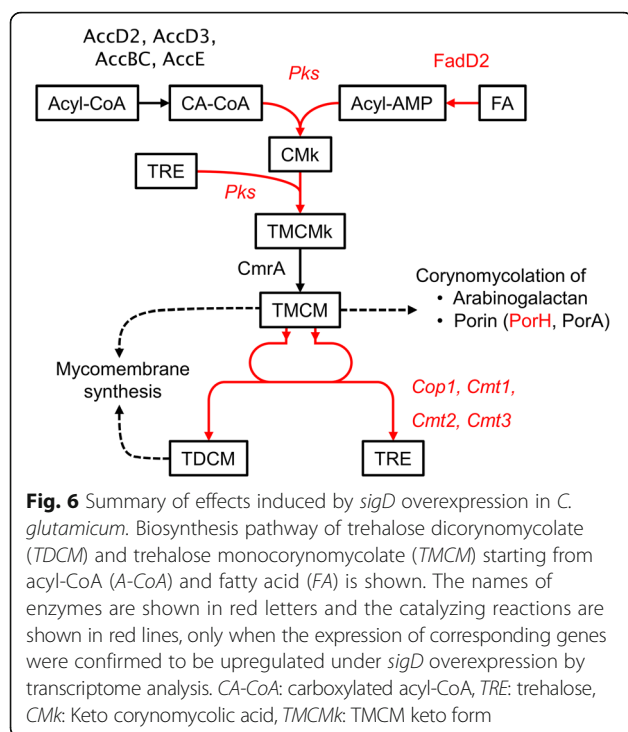 AccD2, AccD3,
AccBC, AccE
Pks
FadD2
Acyl-CoA
CA-CoA
Acyl-AMP
FA
CMk
TRE
Pks
TMCMk
CmrA
TMCM
Corynomycolation of
• Arabinogalactan
• Porin (PorH, PorA)
Mycomembrane
synthesis
Cop1, Cmt1,
Cmt2, Cmt3
TDCM
TRE
Fig. 6 Summary of effects induced by sigD overexpression in C.
glutamicum. Biosynthesis pathway of trehalose dicorynomycolate
(TDCM) and trehalose monocorynomycolate (TMCM) starting from
acyl-CoA (A-CoA) and fatty acid (FA) is shown. The names of
enzymes are shown in red letters and the catalyzing reactions are
shown in red lines, only when the expression of corresponding genes
were confirmed to be upregulated under sigD overexpression by
transcriptome analysis. CA-CoA: carboxylated acyl-CoA, TRE: trehalose,
CMk: Keto corynomycolic acid, TMCMk: TMCM keto form